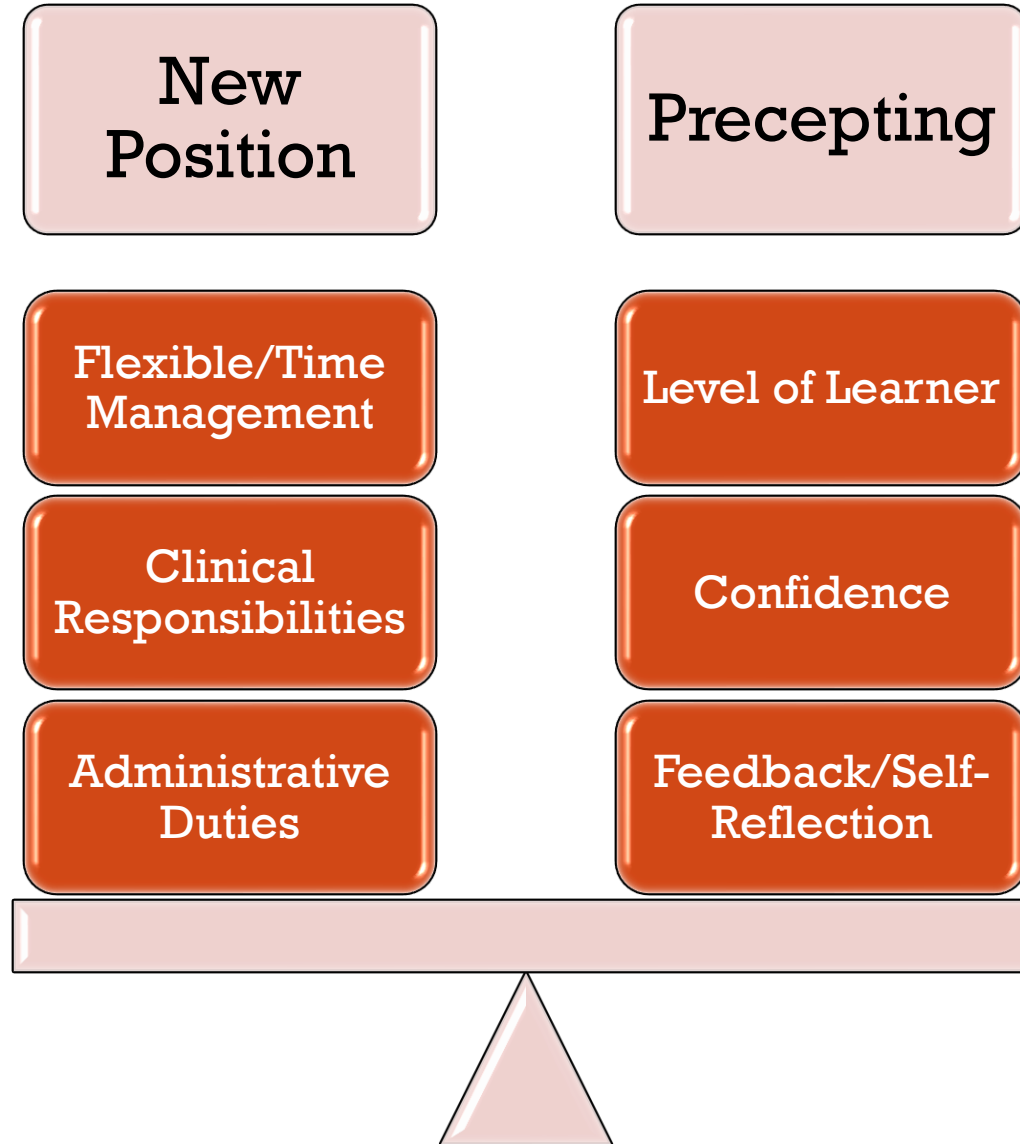 New
Position
Precepting
Flexible/Time
Management
Level of Learner
Clinical
Responsibilities
Confidence
Administrative
Duties
Feedback/Self-
Reflection